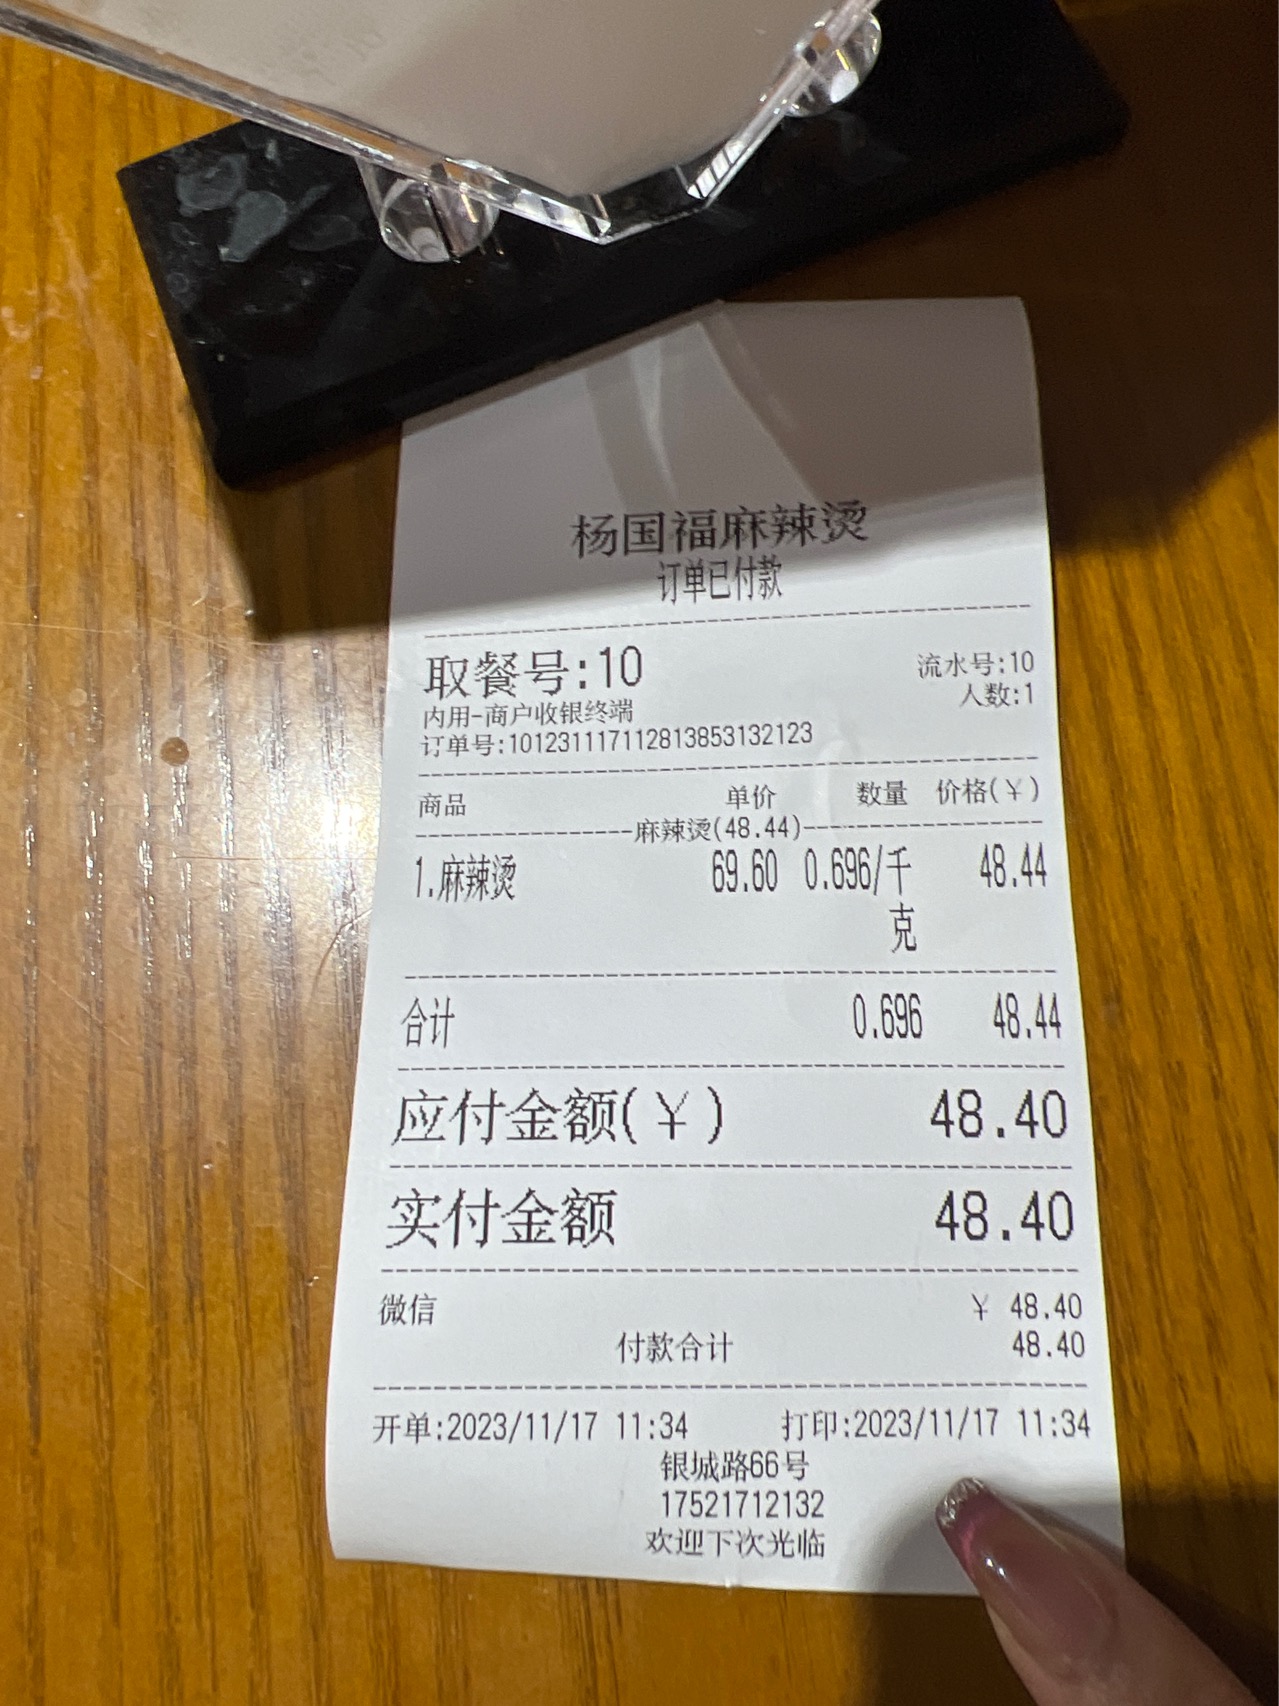 杨国福麻辣烫
订单已付款
取餐号:10
流水号:10
人数:1
内用-商户收银终端
订单号:101231117112813853132123
商品 单价 数量 价格(¥)
麻辣烫(48.44)
1.麻辣烫 69.60 0.696/千克 48.44
合计 0.696 48.44
应付金额(¥) 48.40
实付金额 48.40
微信 ¥ 48.40
付款合计 48.40
开单:2023/11/17 11:34 打印:2023/11/17 11:34
银城路66号
17521712132
欢迎下次光临